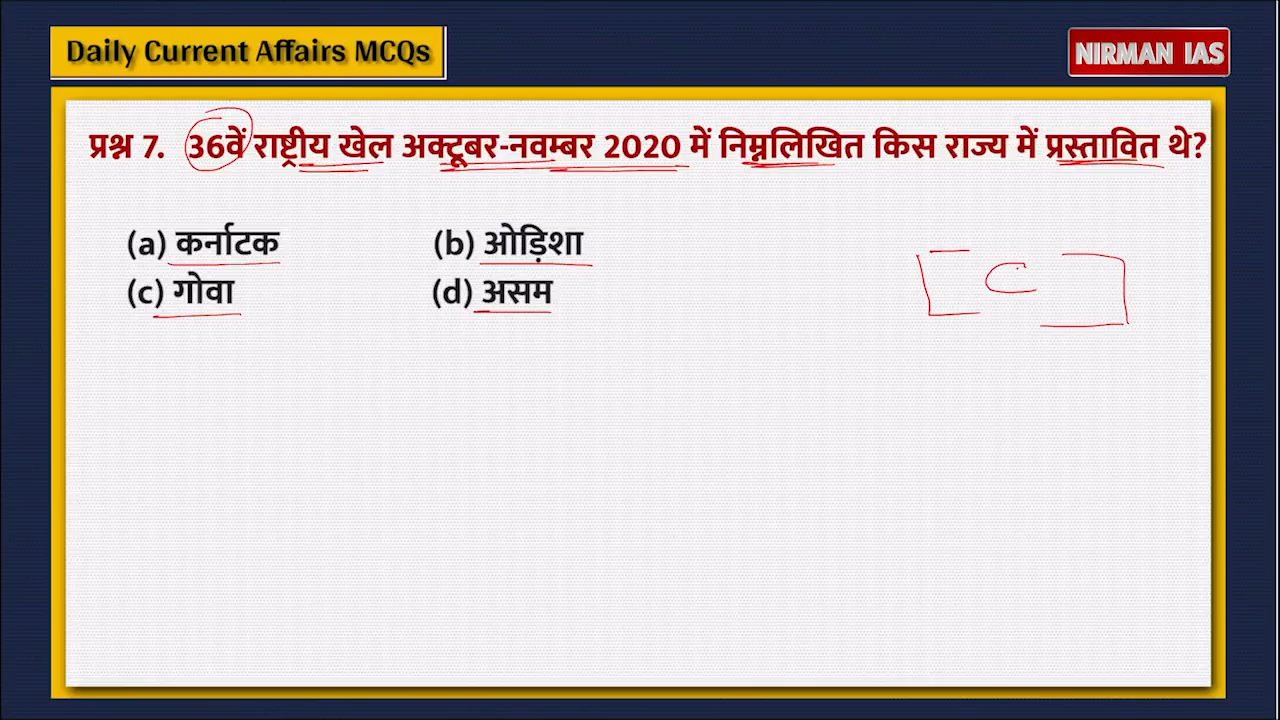 Daily Current Affairs MCQs
NIRMAN IAS
प्रश्न 7. 36वें राष्ट्रीय खेल अक्टूबर-नवम्बर 2020 में निम्नलिखित किस राज्य में प्रस्तावित थे?
(a) कर्नाटक (b) ओड़िशा
(c) गोवा (d) असम
C